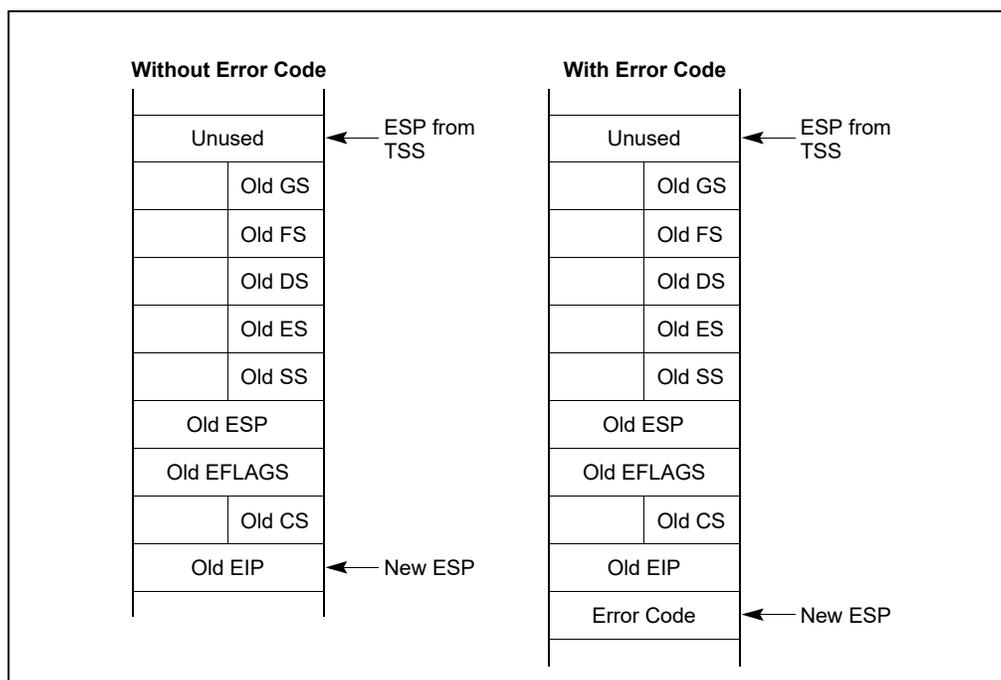 Without Error Code
Unused
ESP from
TSS
Old GS
Old FS
Old DS
Old ES
Old SS
Old ESP
Old EFLAGS
Old CS
Old EIP
New ESP
With Error Code
Unused
ESP from
TSS
Old GS
Old FS
Old DS
Old ES
Old SS
Old ESP
Old EFLAGS
Old CS
Old EIP
Error Code
New ESP